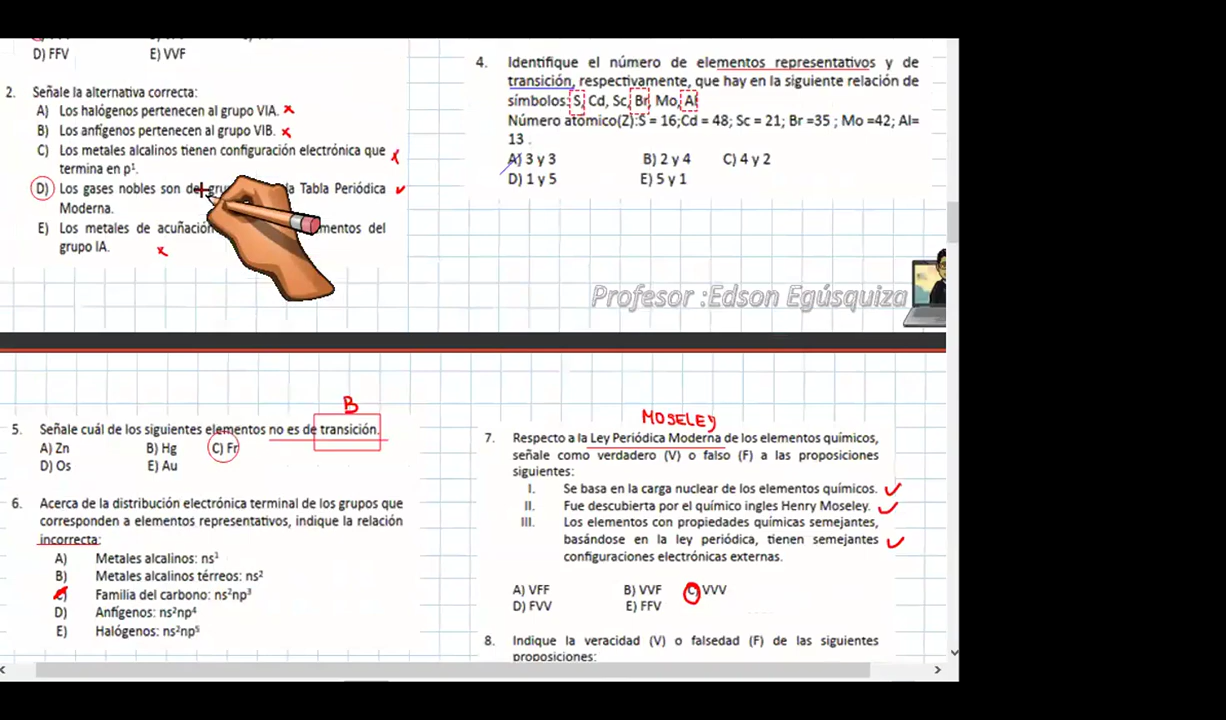 D) FFV E) VVF
2. Señale la alternativa correcta:
A) Los halógenos pertenecen al grupo VIA.
B) Los anfígenos pertenecen al grupo VIB.
C) Los metales alcalinos tienen configuración electrónica que
termina en p¹.
D) Los gases nobles son la Tabla Periódica
Moderna.
E) Los metales de acuñación del
grupo IA.
4. Identifique el número de elementos representativos y de
transición, respectivamente, que hay en la siguiente relación de
símbolos: S, Cd, Sc, Br, Mo, Al
Número atómico(Z):S = 16;Cd = 48; Sc = 21; Br =35 ; Mo =42; Al=
13 .
A) 3 y 3 B) 2 y 4 C) 4 y 2
D) 1 y 5 E) 5 y 1
Profesor :Edson Egúsquiza
B
5. Señale cuál de los siguientes elementos no es de transición.
A) Zn B) Hg C) Fr
D) Os E) Au
6. Acerca de la distribución electrónica terminal de los grupos que
corresponden a elementos representativos, indique la relación
incorrecta:
A) Metales alcalinos: ns¹
B) Metales alcalinos térreos: ns²
C) Familia del carbono: ns²np³
D) Anfígenos: ns²np⁴
E) Halógenos: ns²np⁵
MOSELEY
7. Respecto a la Ley Periódica Moderna de los elementos químicos,
señale como verdadero (V) o falso (F) a las proposiciones
siguientes:
I. Se basa en la carga nuclear de los elementos químicos.
II. Fue descubierta por el químico ingles Henry Moseley.
III. Los elementos con propiedades químicas semejantes,
basándose en la ley periódica, tienen semejantes
configuraciones electrónicas externas.
A) VFF B) VVF C) VVV
D) FVV E) FFV
8. Indique la veracidad (V) o falsedad (F) de las siguientes
proposiciones: